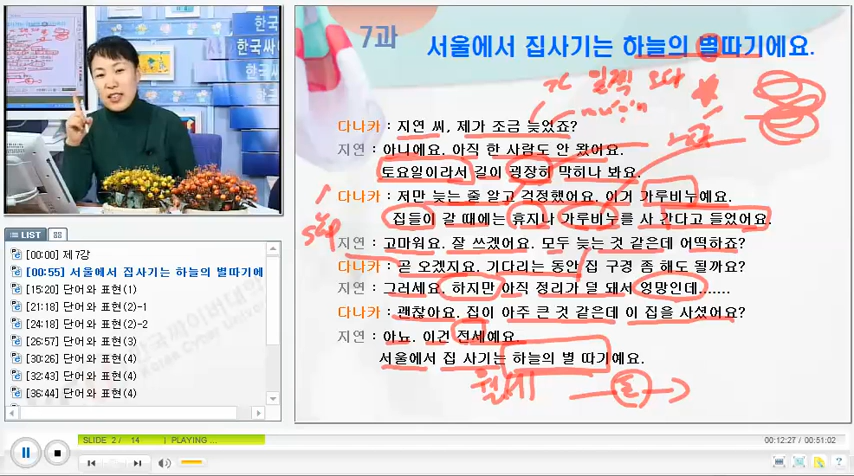 7과 서울에서 집사기는 하늘의 별따기에요.
다나카 : 지연 씨, 제가 조금 늦었죠?
지연 : 아니에요. 아직 한 사람도 안 왔어요.
토요일이라서 길이 굉장히 막히나 봐요.
다나카 : 저만 늦는 줄 알고 걱정했어요. 이거 가루비누예요.
집들이 갈 때에는 휴지나 가루비누를 사 간다고 들었어요.
지연 : 고마워요. 잘 쓰겠어요. 모두 늦는 것 같은데 어떡하죠?
다나카 : 곧 오겠지요. 기다리는 동안 집 구경 좀 해도 될까요?
지연 : 그러세요. 하지만 아직 정리가 덜 돼서 엉망인데.......
다나카 : 괜찮아요. 집이 아주 큰 것 같은데 이 집을 사셨어요?
지연 : 아뇨. 이건 전세예요.
서울에서 집 사기는 하늘의 별 따기예요.
일찍 오다
soap
월세
돈
LIST
[00:00] 제7강
[00:55] 서울에서 집사기는 하늘의 별따기에
[15:20] 단어와 표현(1)
[21:18] 단어와 표현(2)-1
[24:18] 단어와 표현(2)-2
[26:57] 단어와 표현(3)
[30:26] 단어와 표현(4)
[32:43] 단어와 표현(4)
[36:44] 단어와 표현(4)
SLIDE 2 / 14 PLAYING ...
00:12:27 / 00:51:02